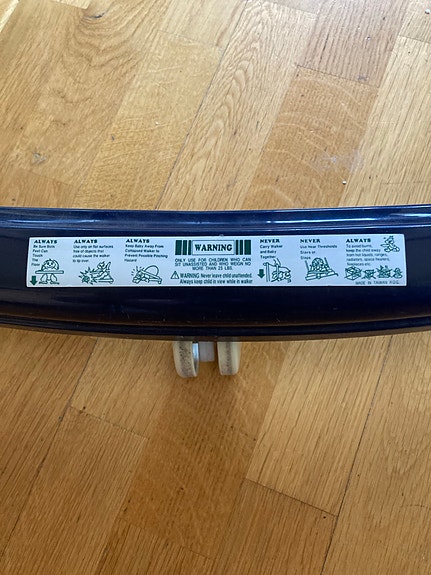 ALWAYS
Be Sure Both
Feet Can
Touch
The
Floor
ALWAYS
Use only on flat surfaces
free of objects that
could cause the walker
to tip over.
ALWAYS
Keep Baby Away From
Collapsed Walker to
Prevent Possible Pinching
Hazard
WARNING
ONLY USE FOR CHILDREN WHO CAN
SIT UNASSISTED AND WHO WEIGH NO
MORE THAN 25 LBS.
WARNING Never leave child unattended.
Always keep child in view while in walker
NEVER
Carry Walker
and Baby
Together
NEVER
Use Near Thresholds
Stairs or
Steps
ALWAYS
To avoid burns,
keep the child away
from hot liquids, ranges,
radiators, space heaters,
fireplaces etc.
MADE IN TAIWAN R.O.C.